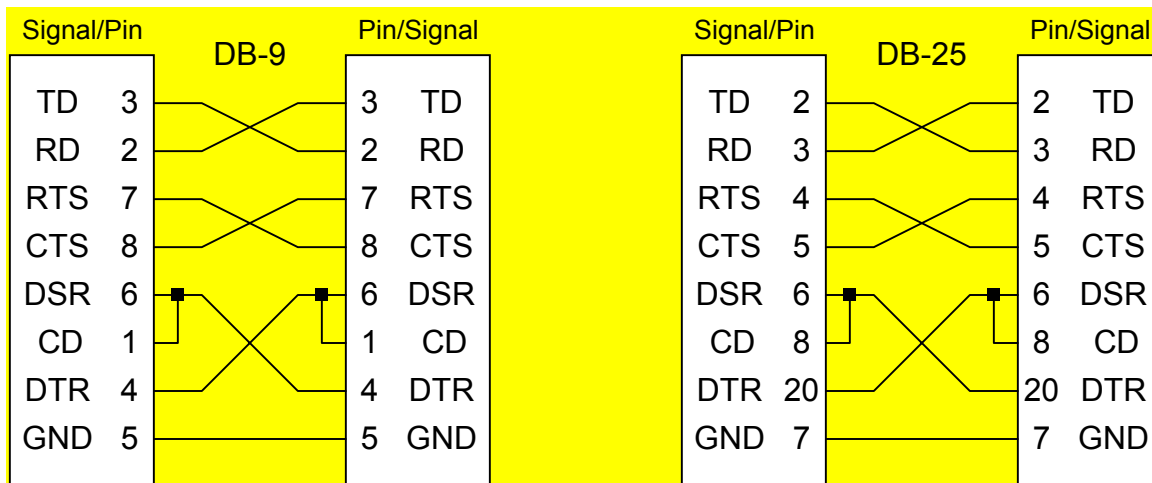 Signal/Pin DB-9 Pin/Signal Signal/Pin DB-25 Pin/Signal
TD 3 3 TD TD 2 2 TD
RD 2 2 RD RD 3 3 RD
RTS 7 7 RTS RTS 4 4 RTS
CTS 8 8 CTS CTS 5 5 CTS
DSR 6 6 DSR DSR 6 6 DSR
CD 1 1 CD CD 8 8 CD
DTR 4 4 DTR DTR 20 20 DTR
GND 5 5 GND GND 7 7 GND